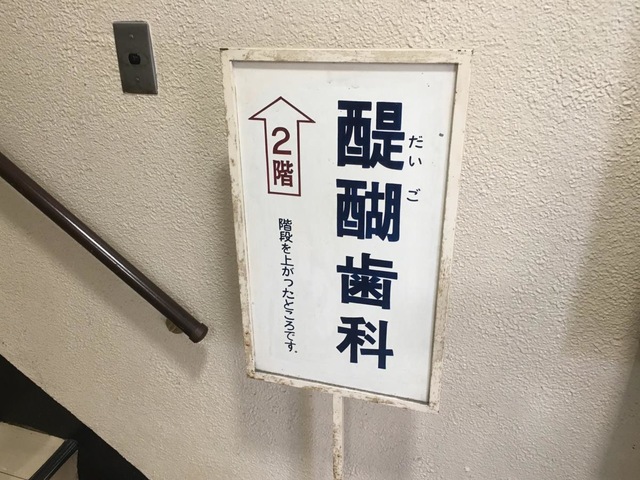 醍醐歯科
だいご
2階
階段を上がったところです.